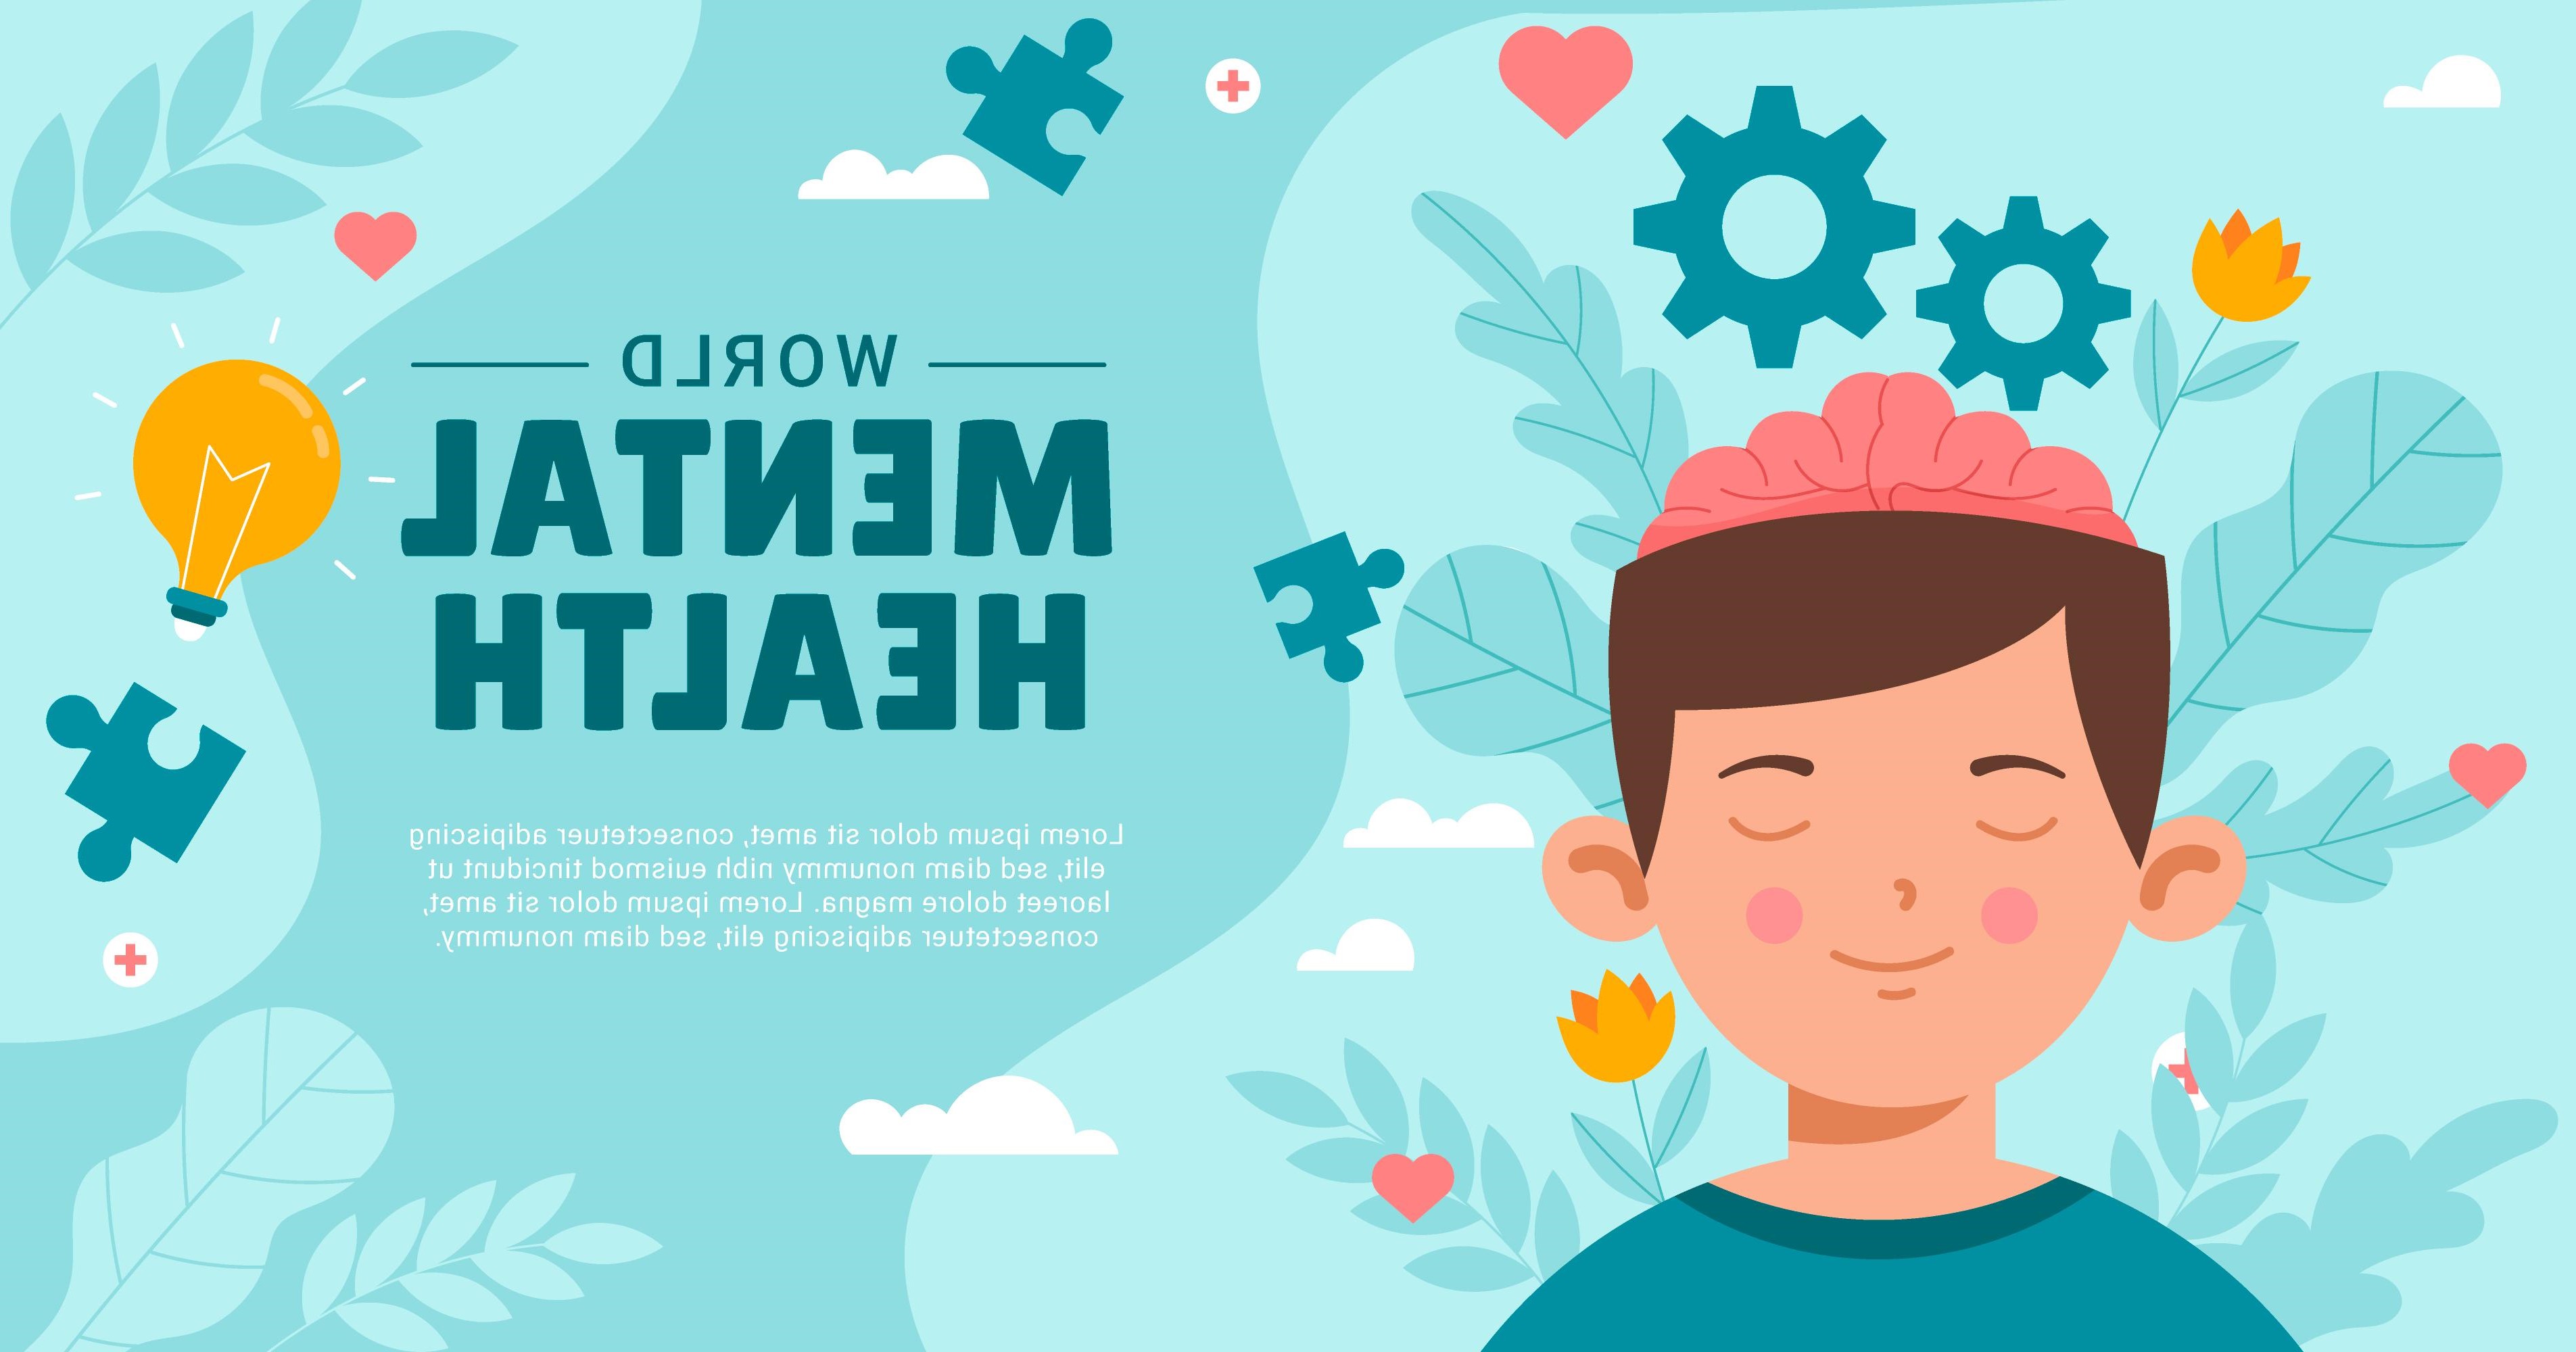 WORLD
MENTAL
HEALTH
Lorem ipsum dolor sit amet, consectetuer adipiscing
elit, sed diam nonummy nibh euismod tincidunt ut
laoreet dolore magna. Lorem ipsum dolor sit amet,
consectetuer adipiscing elit, sed diam nonummy.